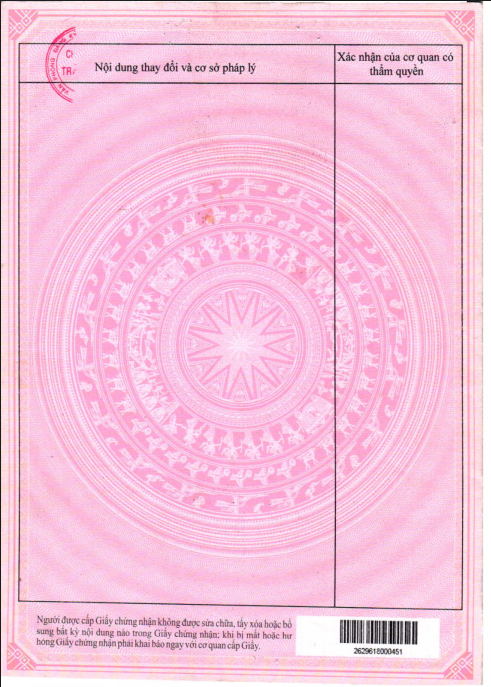 Nội dung thay đổi và cơ sở pháp lý
Xác nhận của cơ quan có
thẩm quyền
Người được cấp Giấy chứng nhận không được sửa chữa, tẩy xóa hoặc bổ
sung bất kỳ nội dung nào trong Giấy chứng nhận; khi bị mất hoặc hư
hỏng Giấy chứng nhận phải khai báo ngay với cơ quan cấp Giấy.
2629618000451